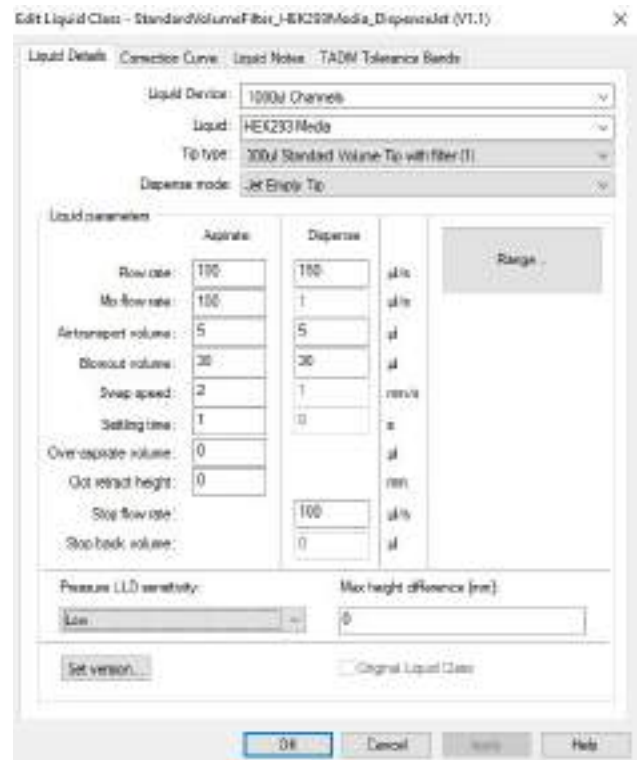 Edit Liquid Class - StandardVolumeFilter_HEK293Media_DispenseJet (V1.1)
Liquid Details Correction Curve Liquid Notes TADM Tolerance Bands
Liquid Device: 1000ul Channels
Liquid: HEK293 Media
Tip type: 300ul Standard Volume Tip with filter (1)
Dispense mode: Jet Empty Tip
Liquid parameters
Aspirate Dispense
Flow rate: 100 180 µl/s
Mix flow rate: 100 1 µl/s
Airtransport volume: 5 5 µl
Blowout volume: 30 30 µl
Swap speed: 2 1 mm/s
Settling time: 1 0 s
Over-aspirate volume: 0 µl
Clot retract height: 0 mm
Stop flow rate: 100 µl/s
Stop back volume: 0 µl
Range...
Pressure LLD sensitivity: Max height difference [mm]:
Low 0
Set version... Original Liquid Class
OK Cancel Apply Help